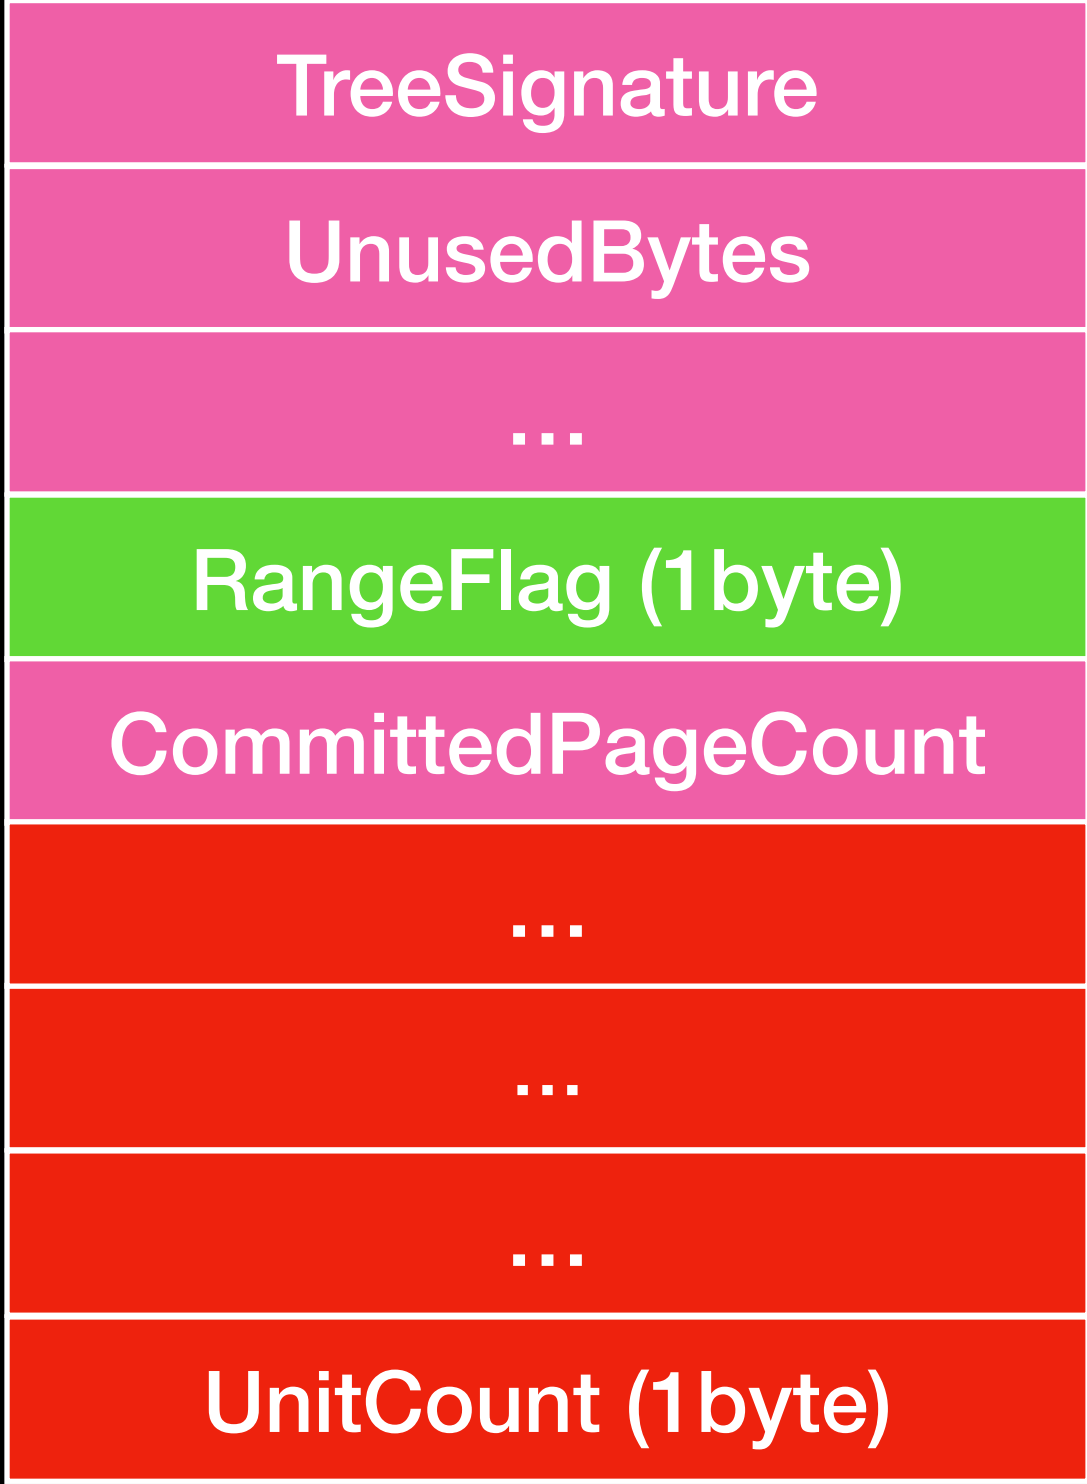 TreeSignature
UnusedBytes
...
RangeFlag (1byte)
CommittedPageCount
...
...
...
UnitCount (1byte)